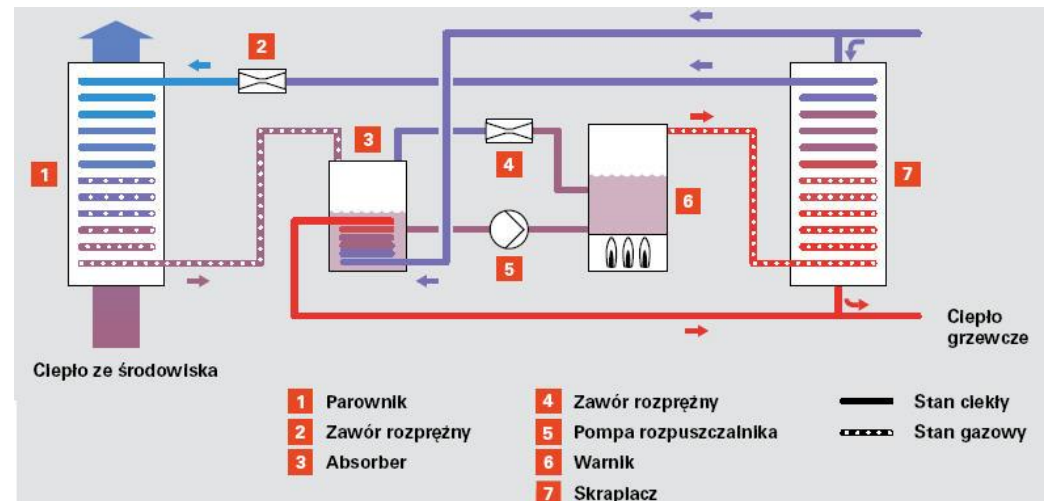 2
3
4
1
7
6
5
Ciepło
grzewcze
Ciepło ze środowiska
1 Parownik
2 Zawór rozprężny
3 Absorber
4 Zawór rozprężny
5 Pompa rozpuszczalnika
6 Warnik
7 Skraplacz
Stan ciekły
Stan gazowy